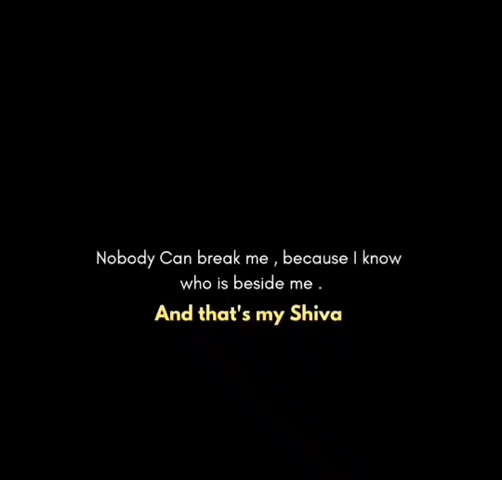 Nobody Can break me , because I know
who is beside me .
And that's my Shiva